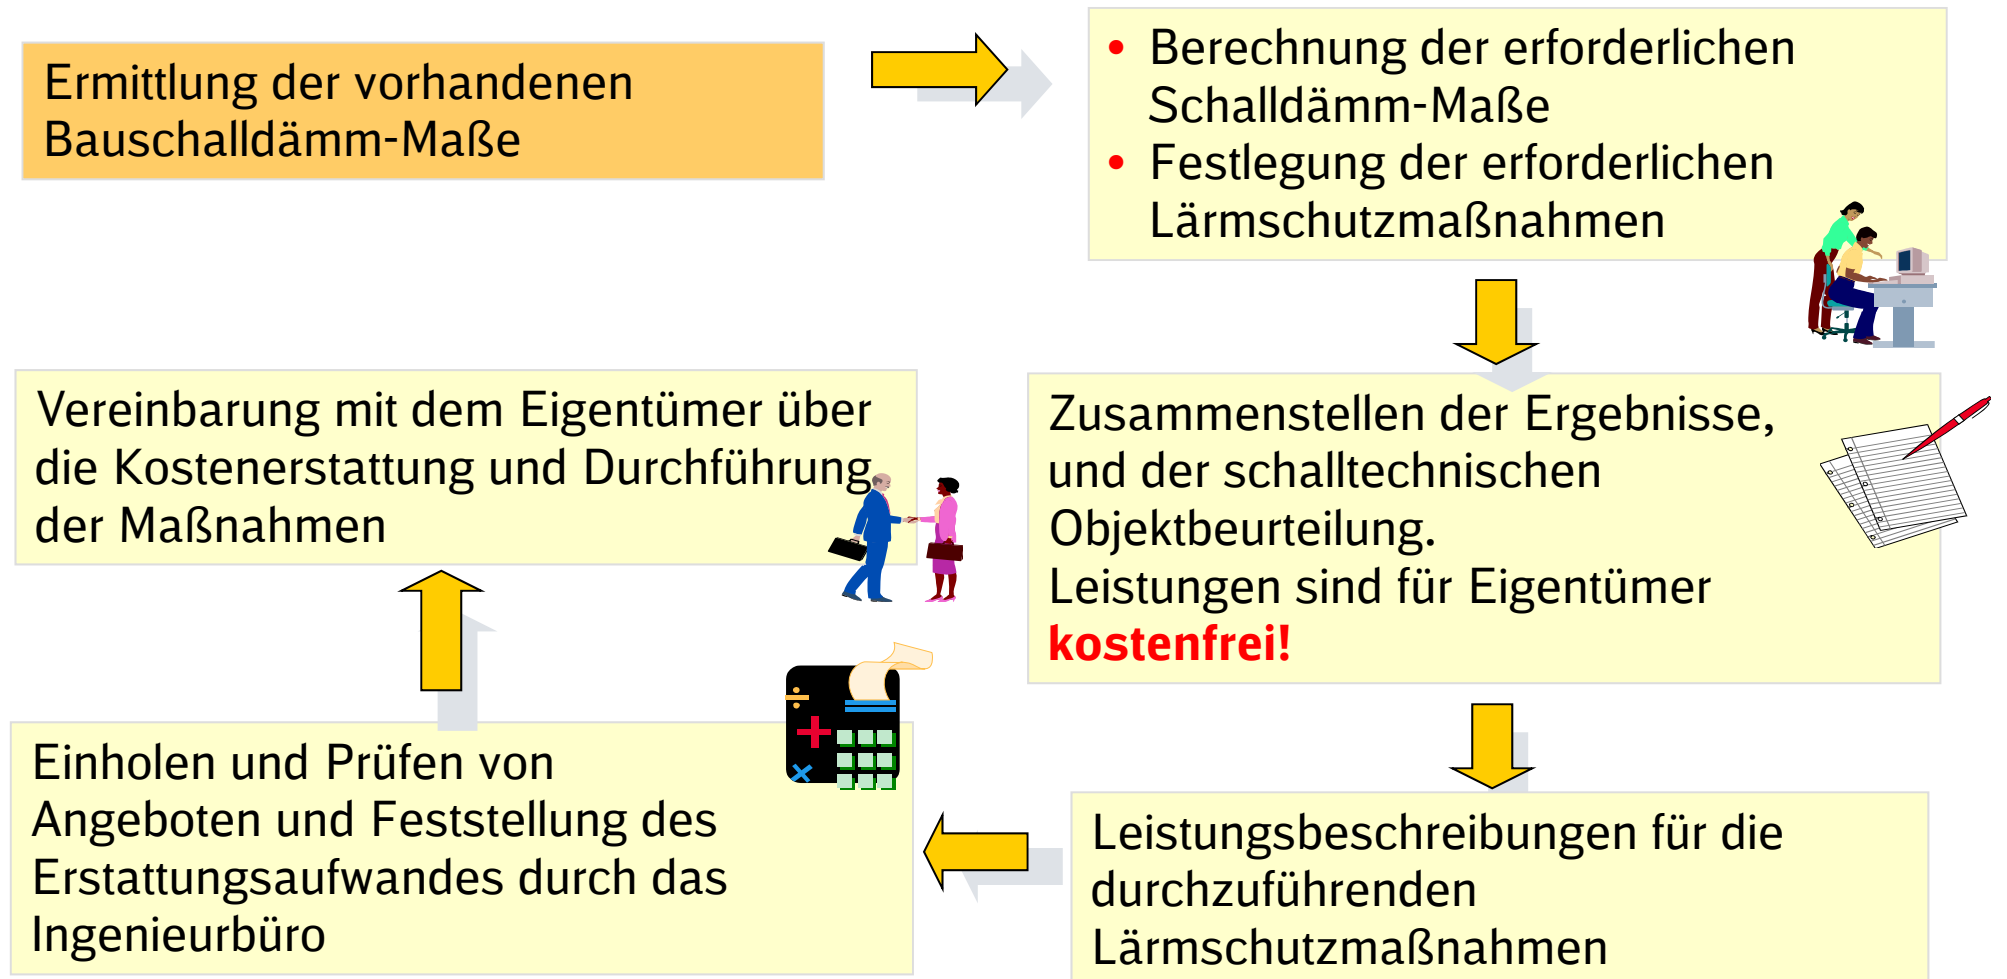 Ermittlung der vorhandenen
Bauschalldämm-Maße
• Berechnung der erforderlichen
Schalldämm-Maße
• Festlegung der erforderlichen
Lärmschutzmaßnahmen
Zusammenstellen der Ergebnisse,
und der schalltechnischen
Objektbeurteilung.
Leistungen sind für Eigentümer
kostenfrei!
Leistungsbeschreibungen für die
durchzuführenden
Lärmschutzmaßnahmen
Einholen und Prüfen von
Angeboten und Feststellung des
Erstattungsaufwandes durch das
Ingenieurbüro
Vereinbarung mit dem Eigentümer über
die Kostenerstattung und Durchführung
der Maßnahmen